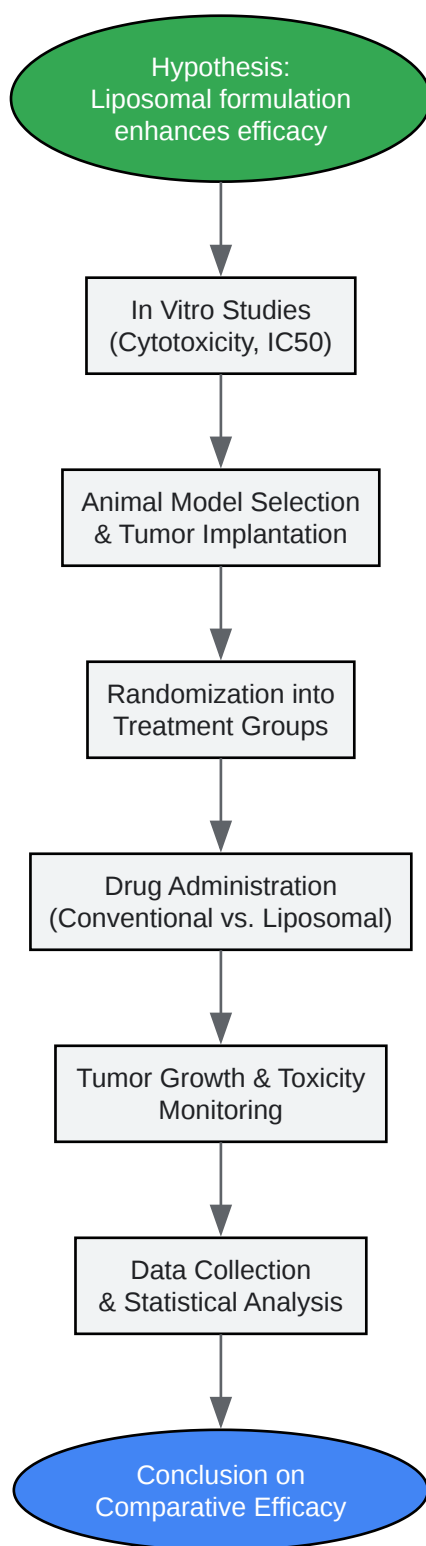 Hypothesis:
Liposomal formulation
enhances efficacy
In Vitro Studies
(Cytotoxicity, IC50)
Animal Model Selection
& Tumor Implantation
Randomization into
Treatment Groups
Drug Administration
(Conventional vs. Liposomal)
Tumor Growth & Toxicity
Monitoring
Data Collection
& Statistical Analysis
Conclusion on
Comparative Efficacy